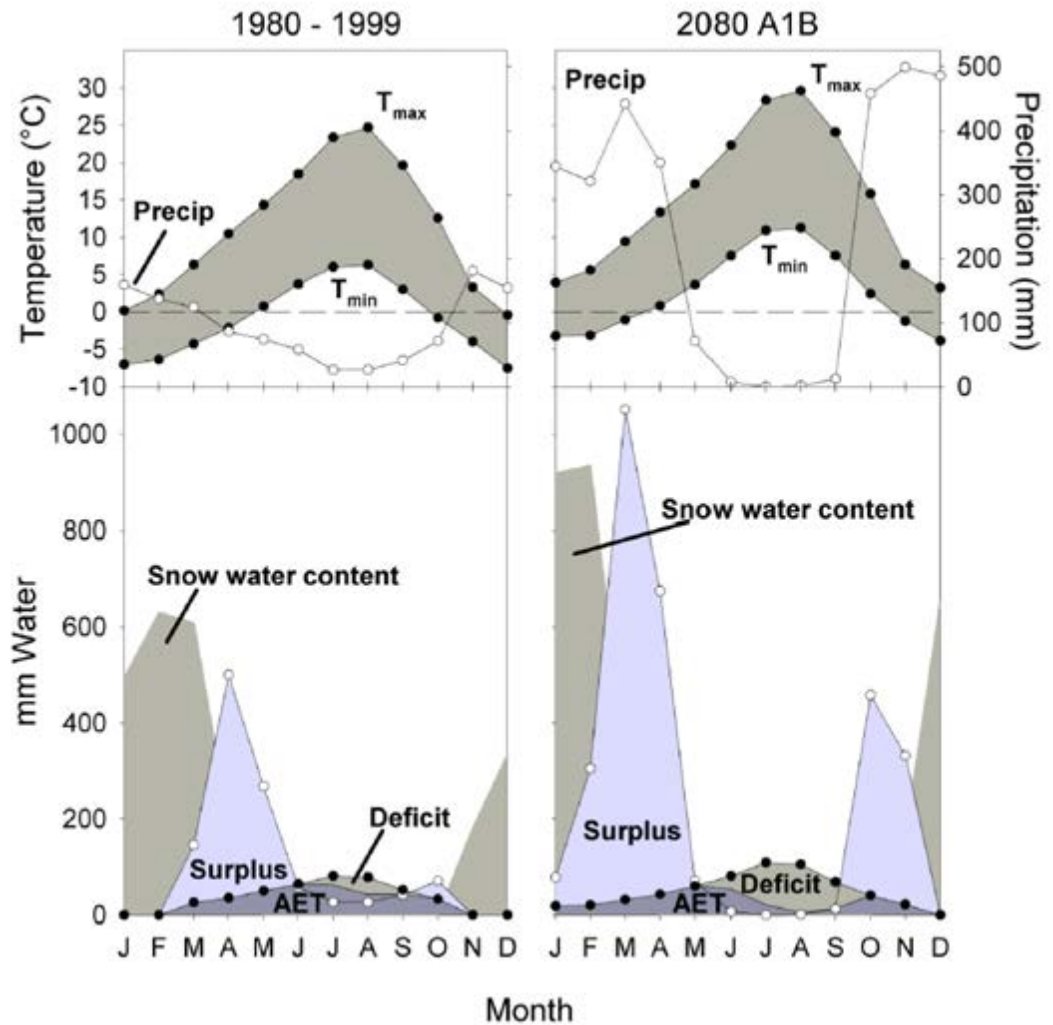 1980 - 1999
2080 A1B
30
25
20
15
10
5
0
-5
-10
Temperature (°C)
Precip
Tmax
Tmin
Precip
Tmax
Tmin
500
400
300
200
100
0
Precipitation (mm)
1000
800
600
400
200
0
mm Water
Snow water content
Deficit
Surplus
AET
Snow water content
Surplus
Deficit
AET
J F M A M J J A S O N D
J F M A M J J A S O N D
Month